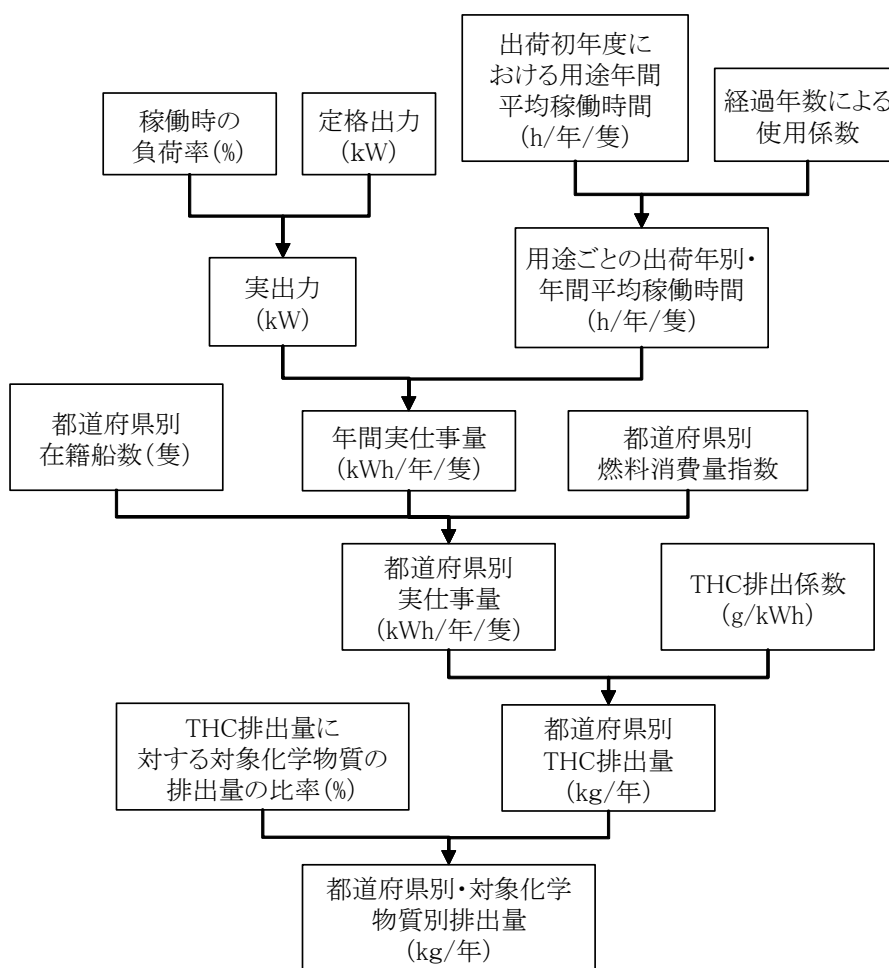 出荷初年度に
おける用途年間
平均稼働時間
(h/年/隻)
稼働時の
負荷率(%)
定格出力
(kW)
経過年数による
使用係数
用途ごとの出荷年別・
年間平均稼働時間
(h/年/隻)
実出力
(kW)
都道府県別
在籍船数(隻)
年間実仕事量
(kWh/年/隻)
都道府県別
燃料消費量指数
都道府県別
実仕事量
(kWh/年/隻)
THC排出係数
(g/kWh)
THC排出量に
対する対象化学物質の
排出量の比率(%)
都道府県別
THC排出量
(kg/年)
都道府県別・対象化学
物質別排出量
(kg/年)